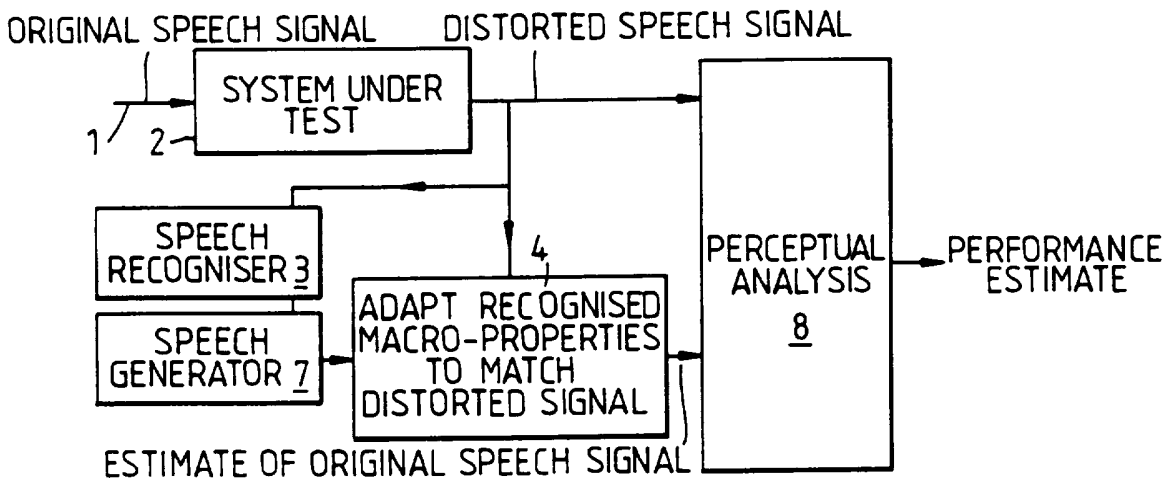 ORIGINAL SPEECH SIGNAL
DISTORTED SPEECH SIGNAL
SYSTEM UNDER
TEST
1
2
SPEECH
RECOGNISER 3
SPEECH
GENERATOR 7
4
ADAPT RECOGNISED
MACRO-PROPERTIES
TO MATCH
DISTORTED SIGNAL
PERCEPTUAL
ANALYSIS
8
PERFORMANCE
ESTIMATE
ESTIMATE OF ORIGINAL SPEECH SIGNAL